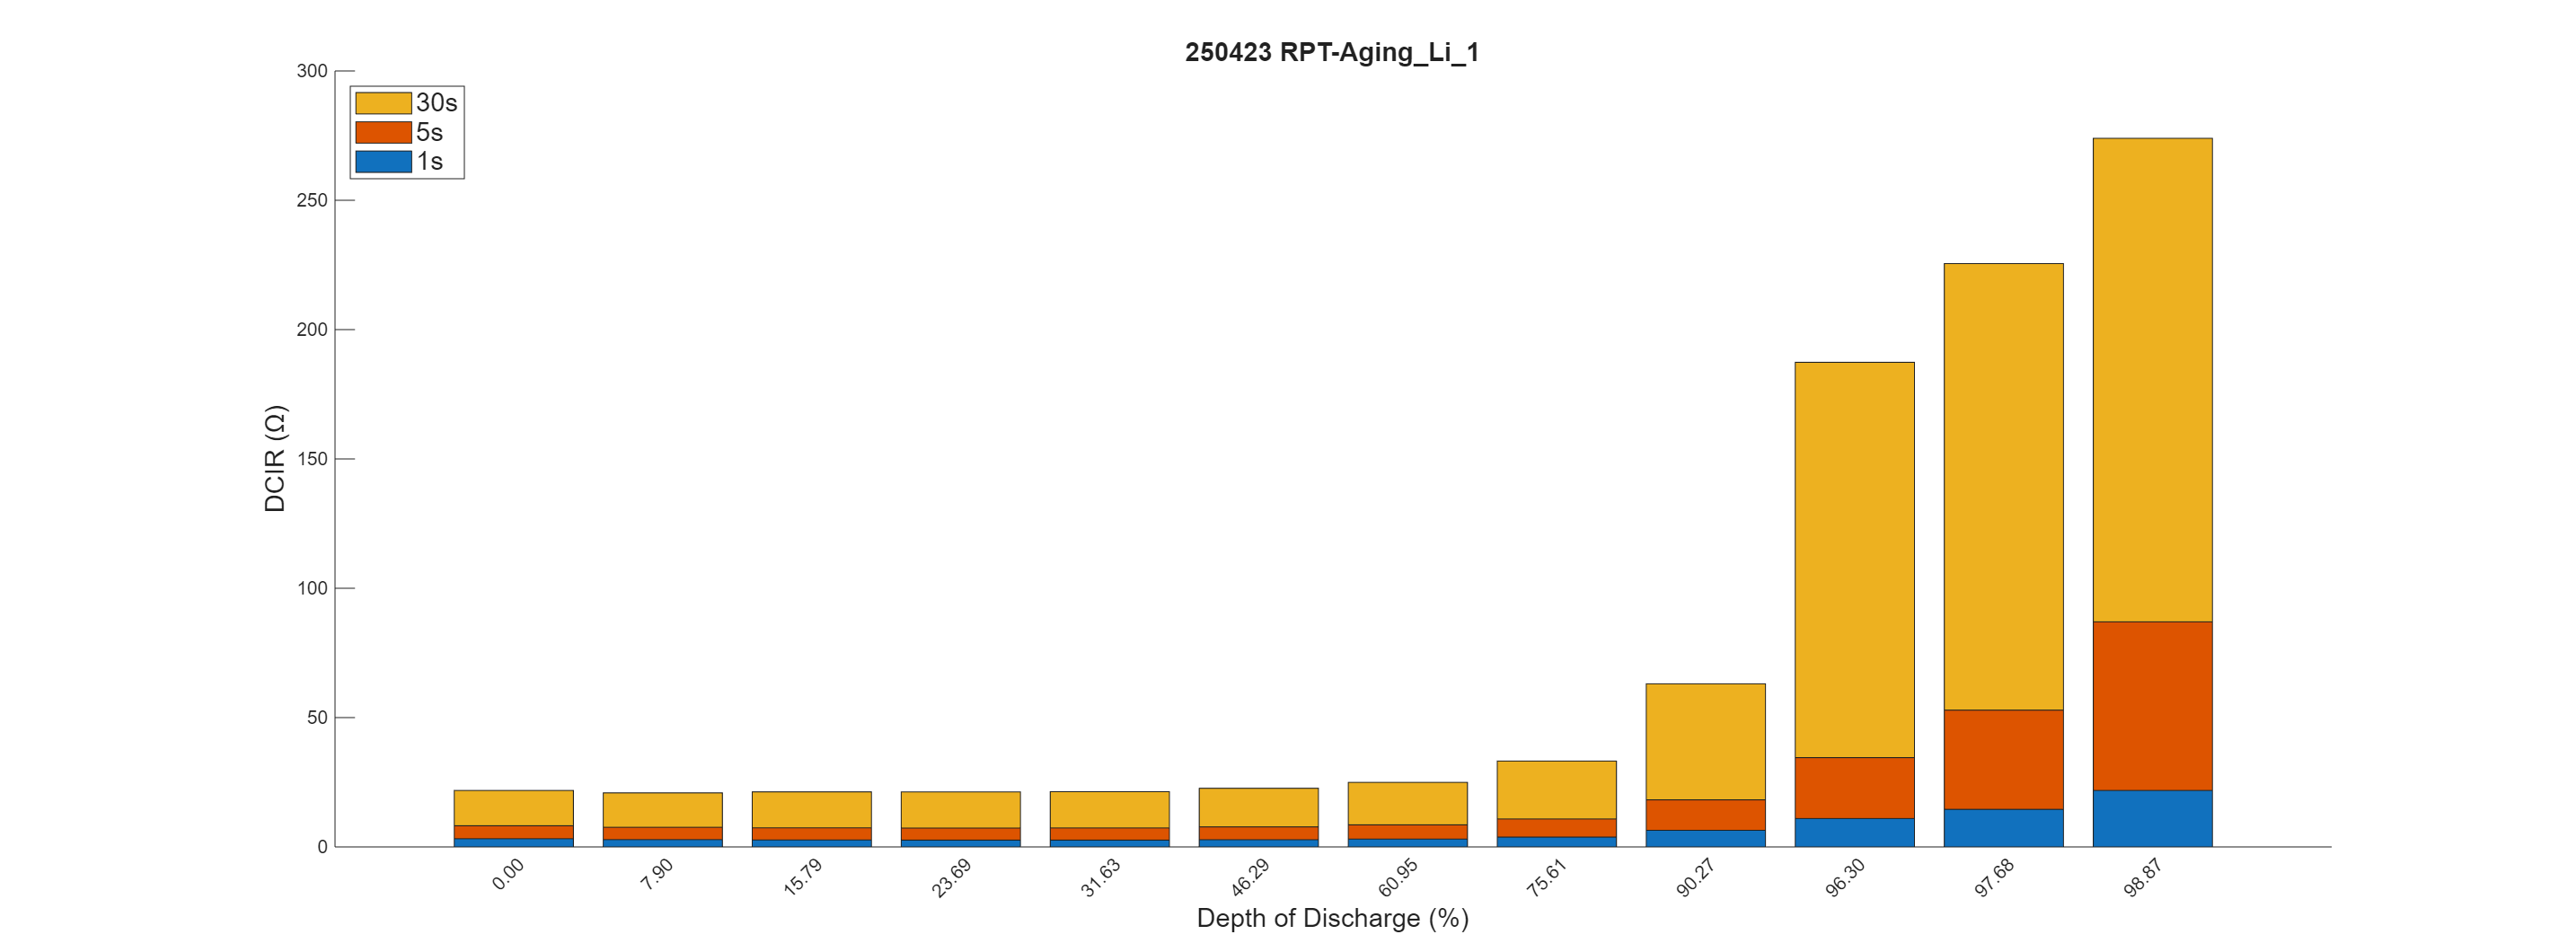 250423 RPT-Aging_Li_1
30s
5s
1s
DCIR (Ω)
300
250
200
150
100
50
0
0.00 7.90 15.79 23.69 31.63 46.29 60.95 75.61 90.27 96.30 97.68 98.87
Depth of Discharge (%)